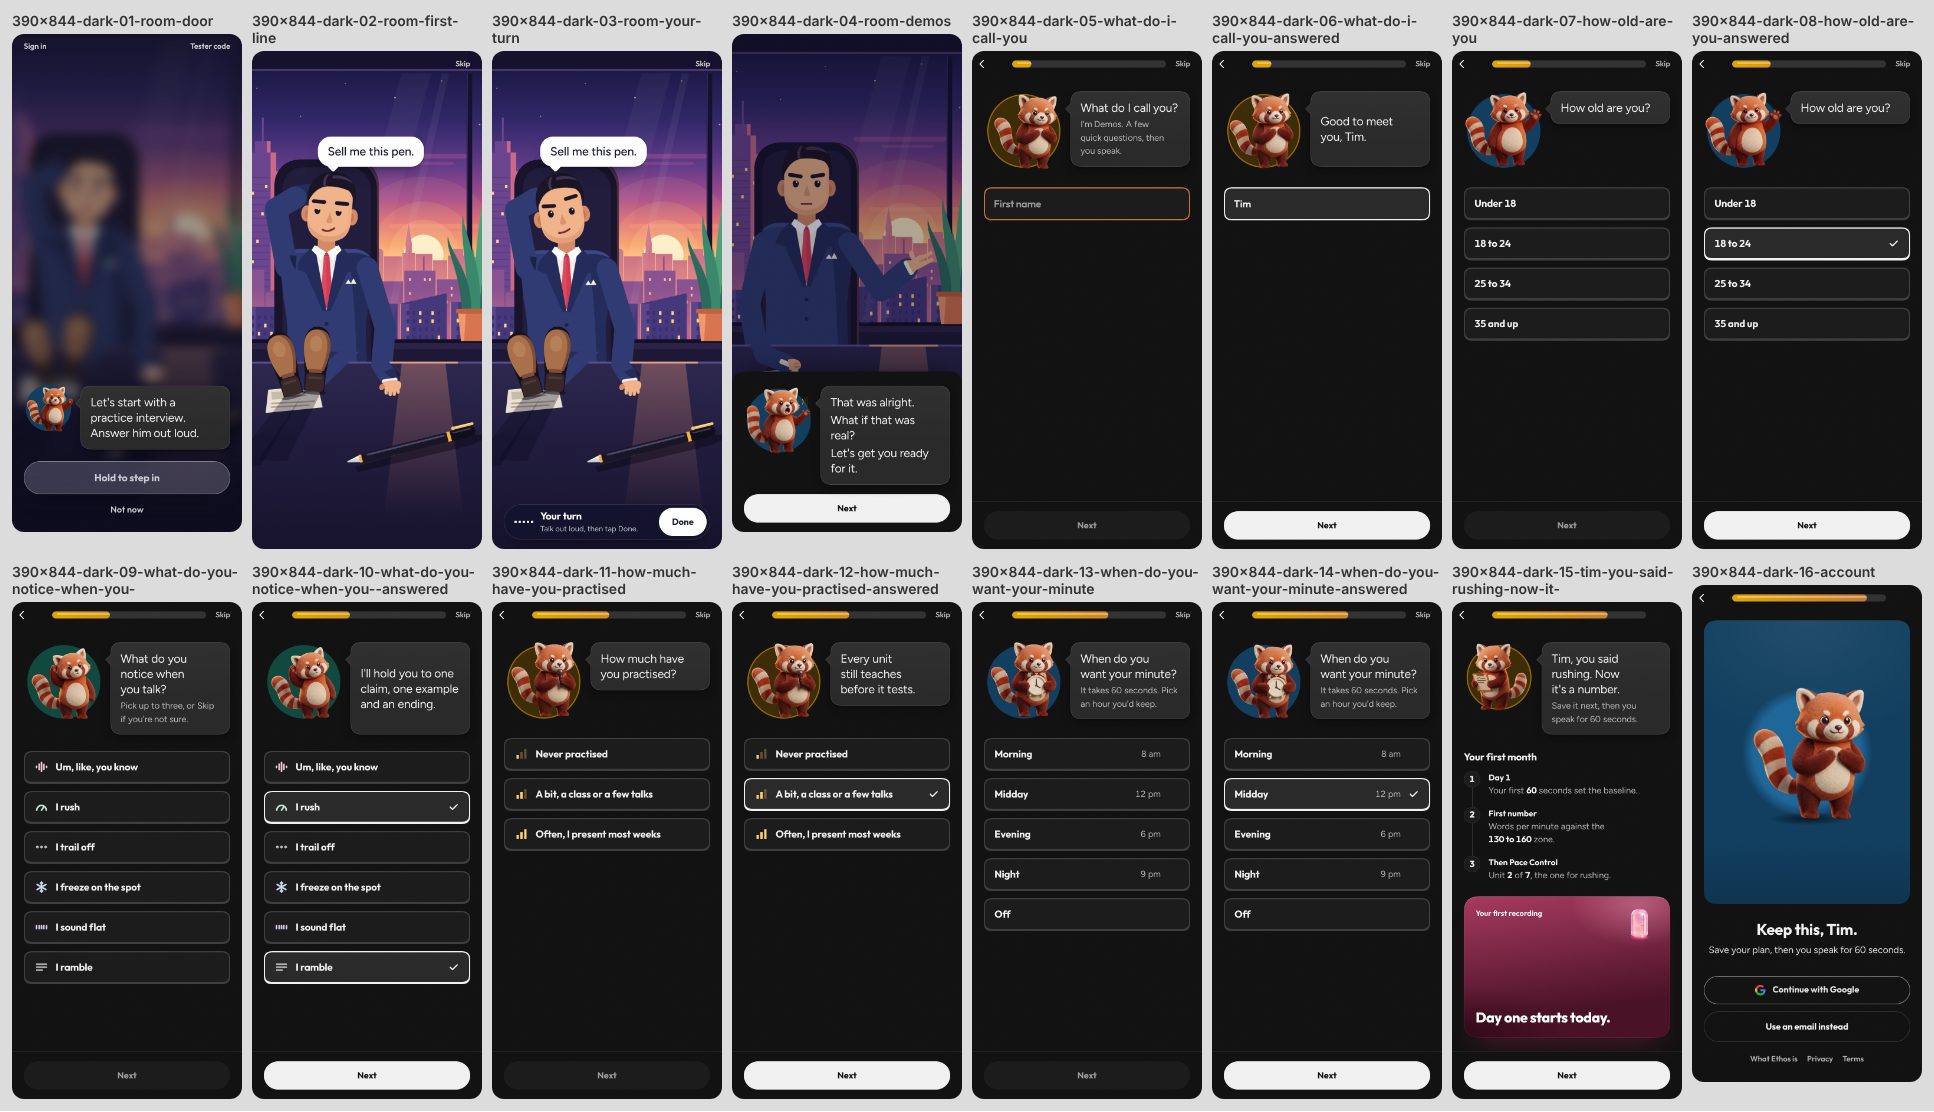 390×844-dark-01-room-door
Sign in
Tester code
Let's start with a
practice interview.
Answer him out loud.
Hold to step in
Not now
390×844-dark-02-room-first-
line
Skip
Sell me this pen.
390×844-dark-03-room-your-
turn
Skip
Sell me this pen.
Your turn
Talk out loud, then tap Done.
Done
390×844-dark-04-room-demos
That was alright.
What if that was
real?
Let's get you ready
for it.
Next
390×844-dark-05-what-do-i-
call-you
Skip
What do I call you?
I'm Demos. A few
quick questions, then
you speak.
First name
Next
390×844-dark-06-what-do-i-
call-you-answered
Skip
Good to meet
you, Tim.
Tim
Next
390×844-dark-07-how-old-are-
you
Skip
How old are you?
Under 18
18 to 24
25 to 34
35 and up
Next
390×844-dark-08-how-old-are-
you-answered
Skip
How old are you?
Under 18
18 to 24
25 to 34
35 and up
Next
390×844-dark-09-what-do-you-
notice-when-you-
Skip
What do you
notice when
you talk?
Pick up to three, or Skip
if you're not sure.
Um, like, you know
I rush
I trail off
I freeze on the spot
I sound flat
I ramble
Next
390×844-dark-10-what-do-you-
notice-when-you--answered
Skip
I'll hold you to one
claim, one example
and an ending.
Um, like, you know
I rush
I trail off
I freeze on the spot
I sound flat
I ramble
Next
390×844-dark-11-how-much-
have-you-practised
Skip
How much have
you practised?
Never practised
A bit, a class or a few talks
Often, I present most weeks
Next
390×844-dark-12-how-much-
have-you-practised-answered
Skip
Every unit
still teaches
before it tests.
Never practised
A bit, a class or a few talks
Often, I present most weeks
Next
390×844-dark-13-when-do-you-
want-your-minute
Skip
When do you
want your minute?
It takes 60 seconds. Pick
an hour you'd keep.
Morning 8 am
Midday 12 pm
Evening 6 pm
Night 9 pm
Off
Next
390×844-dark-14-when-do-you-
want-your-minute-answered
Skip
When do you
want your minute?
It takes 60 seconds. Pick
an hour you'd keep.
Morning 8 am
Midday 12 pm
Evening 6 pm
Night 9 pm
Off
Next
390×844-dark-15-tim-you-said-
rushing-now-it-
Tim, you said
rushing. Now
it's a number.
Save it next, then you
speak for 60 seconds.
Your first month
1 Day 1
Your first 60 seconds set the baseline.
2 First number
Words per minute against the
130 to 160 zone.
3 Then Pace Control
Unit 2 of 7, the one for rushing.
Your first recording
Day one starts today.
Next
390×844-dark-16-account
Keep this, Tim.
Save your plan, then you speak for 60 seconds.
Continue with Google
Use an email instead
What Ethos is Privacy Terms